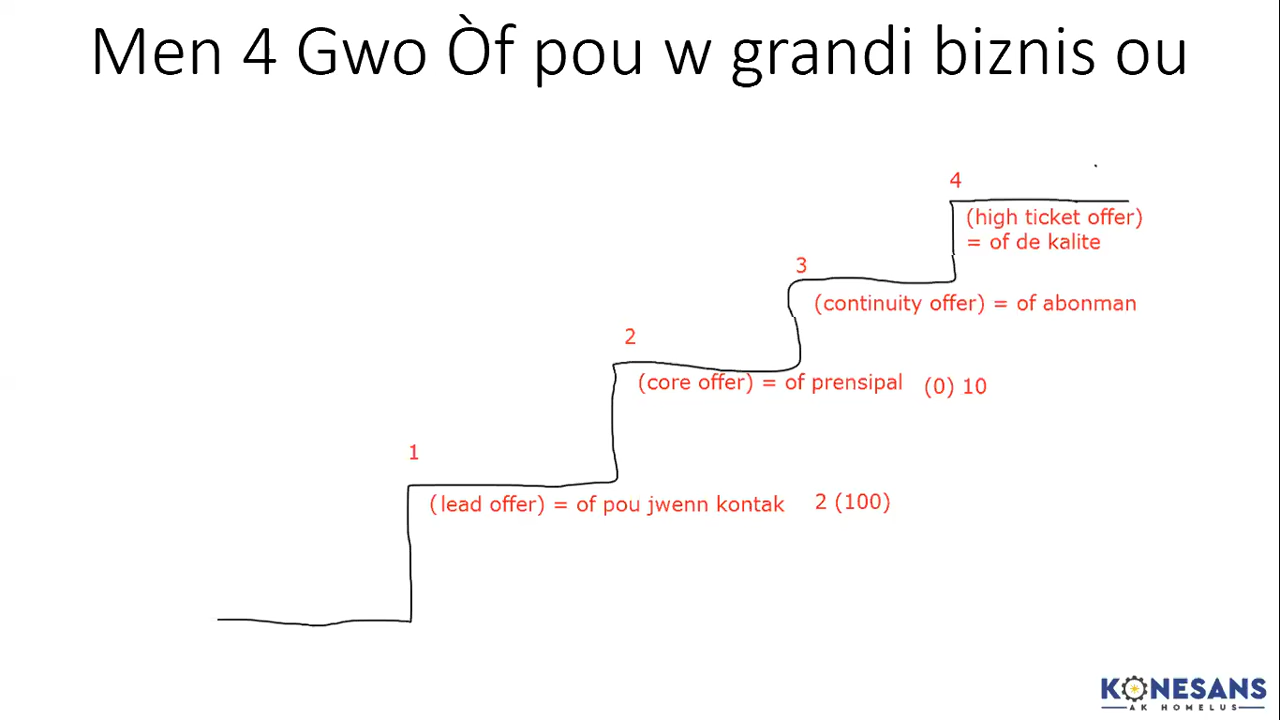 Men 4 Gwo Òf pou w grandi biznis ou
4
(high ticket offer)
= of de kalite
3
(continuity offer) = of abonman
2
(core offer) = of prensipal (0) 10
1
(lead offer) = of pou jwenn kontak 2 (100)
KONESANS
AK HOMELUS